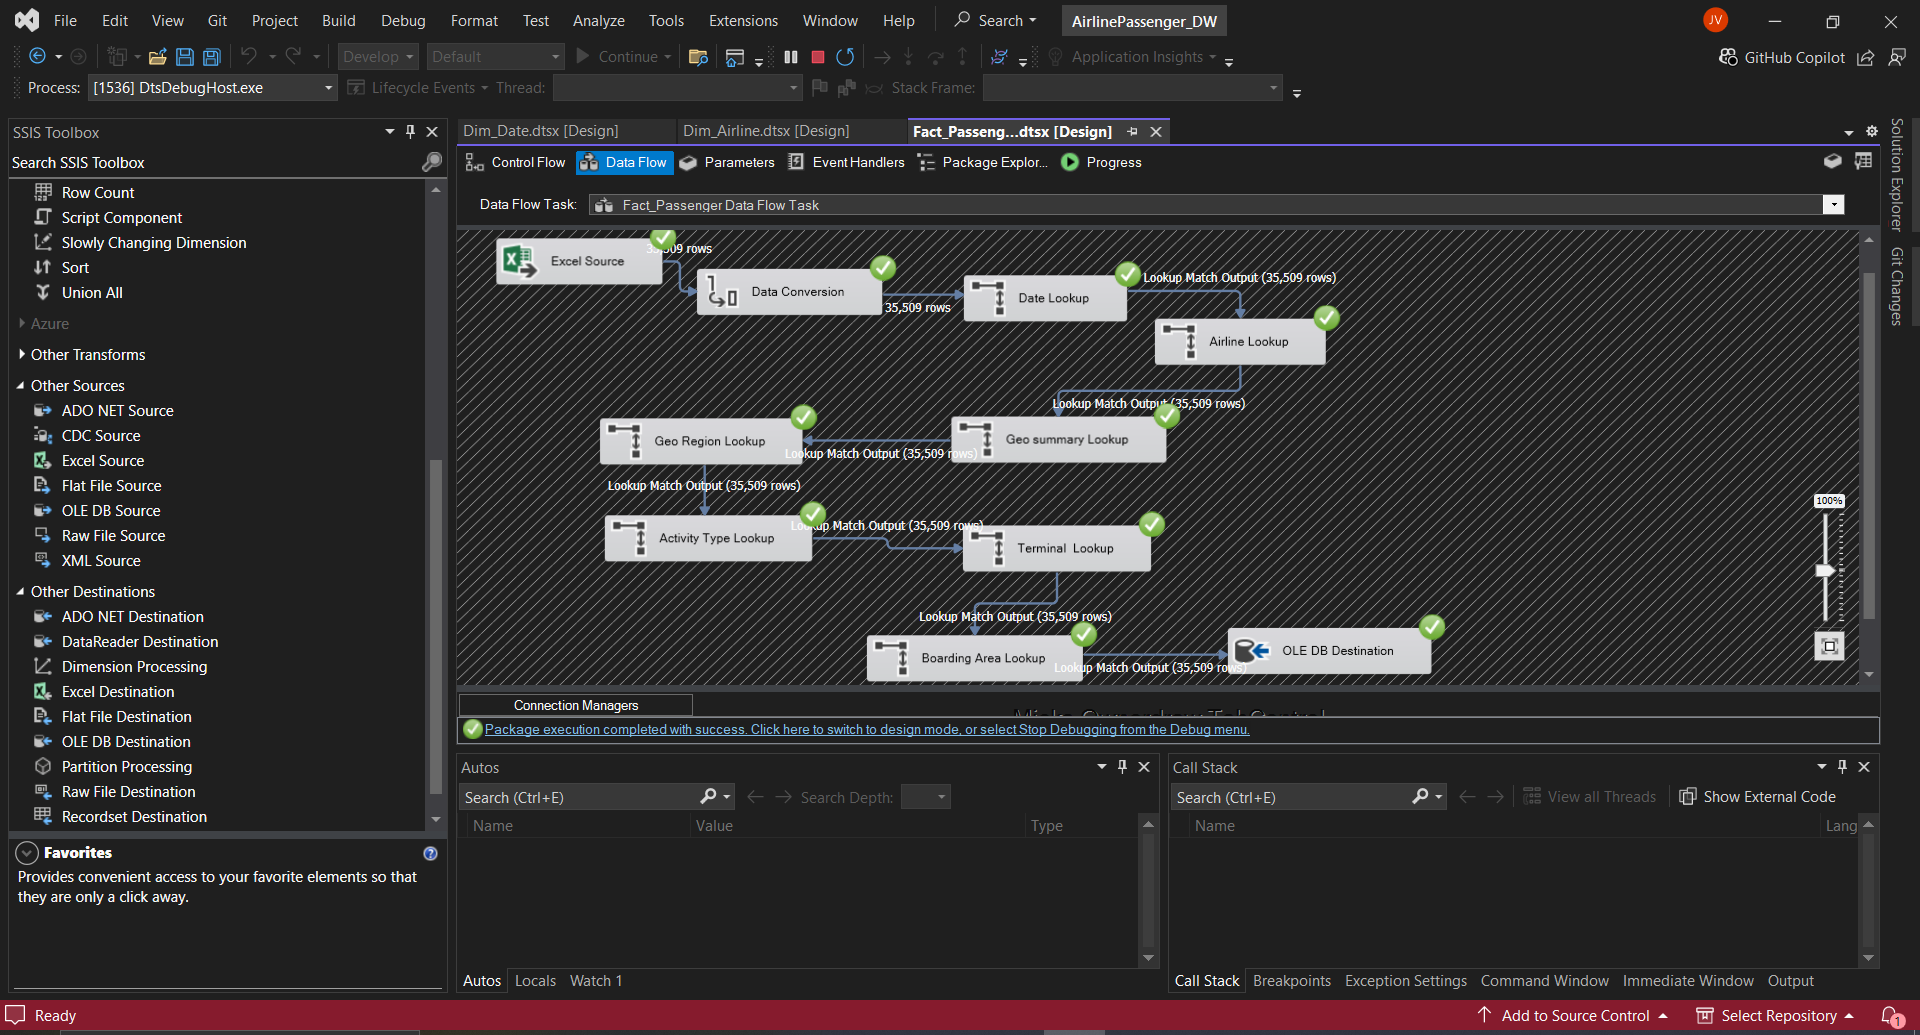 File Edit View Git Project Build Debug Format Test Analyze Tools Extensions Window Help Search AirlinePassenger_DW JV
Develop Default Continue Application Insights GitHub Copilot
Process: [1536] DtsDebugHost.exe Lifecycle Events Thread: Stack Frame:
SSIS Toolbox
Search SSIS Toolbox
Row Count
Script Component
Slowly Changing Dimension
Sort
Union All
Azure
Other Transforms
Other Sources
ADO NET Source
CDC Source
Excel Source
Flat File Source
OLE DB Source
Raw File Source
XML Source
Other Destinations
ADO NET Destination
DataReader Destination
Dimension Processing
Excel Destination
Flat File Destination
OLE DB Destination
Partition Processing
Raw File Destination
Recordset Destination
Favorites
Provides convenient access to your favorite elements so that
they are only a click away.
Dim_Date.dtsx [Design] Dim_Airline.dtsx [Design] Fact_Passeng...dtsx [Design]
Control Flow Data Flow Parameters Event Handlers Package Explor... Progress
Data Flow Task: Fact_Passenger Data Flow Task
Excel Source
35,509 rows
Data Conversion
35,509 rows
Date Lookup
Lookup Match Output (35,509 rows)
Airline Lookup
Lookup Match Output (35,509 rows)
Geo summary Lookup
Lookup Match Output (35,509 rows)
Geo Region Lookup
Lookup Match Output (35,509 rows)
Activity Type Lookup
Lookup Match Output (35,509 rows)
Terminal Lookup
Lookup Match Output (35,509 rows)
Boarding Area Lookup
Lookup Match Output (35,509 rows)
OLE DB Destination
100%
Connection Managers
Package execution completed with success. Click here to switch to design mode, or select Stop Debugging from the Debug menu.
Autos
Search (Ctrl+E) Search Depth:
Name Value Type
Autos Locals Watch 1
Call Stack
Search (Ctrl+E) View all Threads Show External Code
Name Lang
Call Stack Breakpoints Exception Settings Command Window Immediate Window Output
Solution Explorer
Git Changes
Ready Add to Source Control Select Repository 1